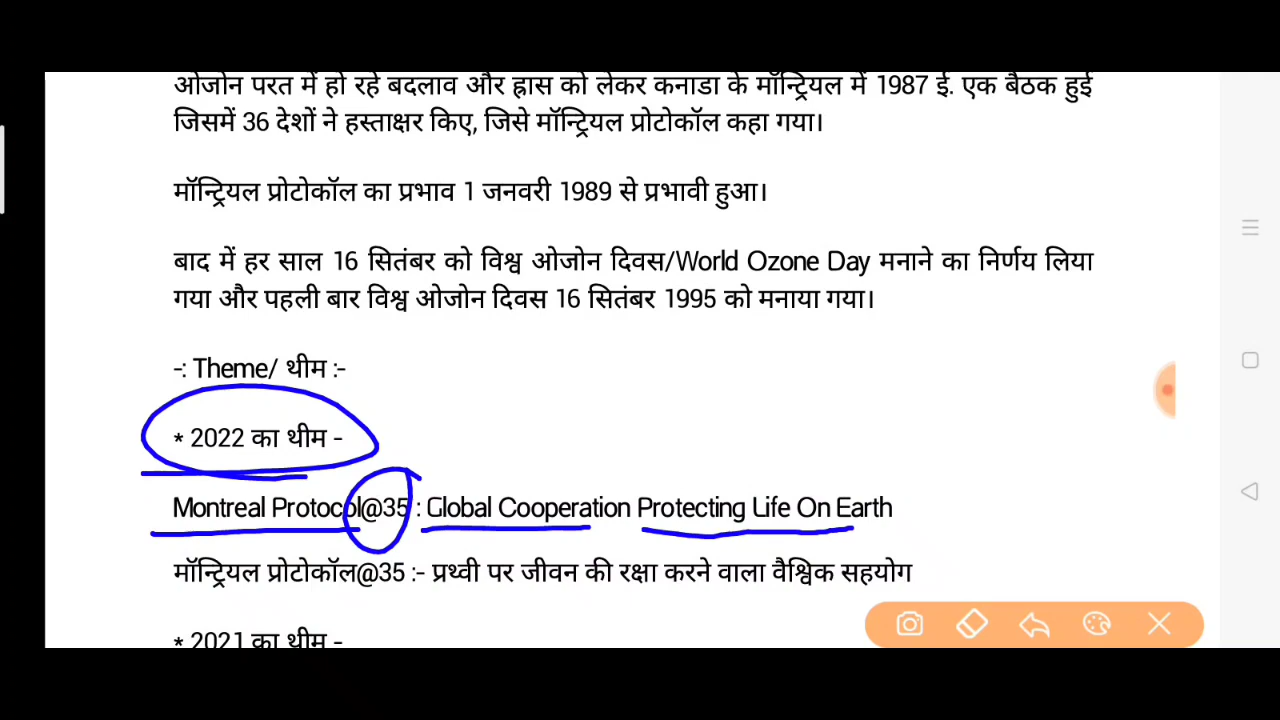 ओजोन परत में हो रहे बदलाव और ह्रास को लेकर कनाडा के मॉन्ट्रियल में 1987 ई. एक बैठक हुई
जिसमें 36 देशों ने हस्ताक्षर किए, जिसे मॉन्ट्रियल प्रोटोकॉल कहा गया।
मॉन्ट्रियल प्रोटोकॉल का प्रभाव 1 जनवरी 1989 से प्रभावी हुआ।
बाद में हर साल 16 सितंबर को विश्व ओजोन दिवस/World Ozone Day मनाने का निर्णय लिया
गया और पहली बार विश्व ओजोन दिवस 16 सितंबर 1995 को मनाया गया।
-: Theme/ थीम :-
* 2022 का थीम -
Montreal Protocol@35 : Global Cooperation Protecting Life On Earth
मॉन्ट्रियल प्रोटोकॉल@35 :- प्रथ्वी पर जीवन की रक्षा करने वाला वैश्विक सहयोग
* 2021 का थीम -